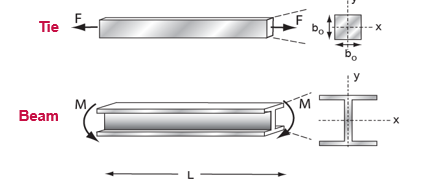 y
Tie F F b₀ x
b₀
y
M M
Beam x
L